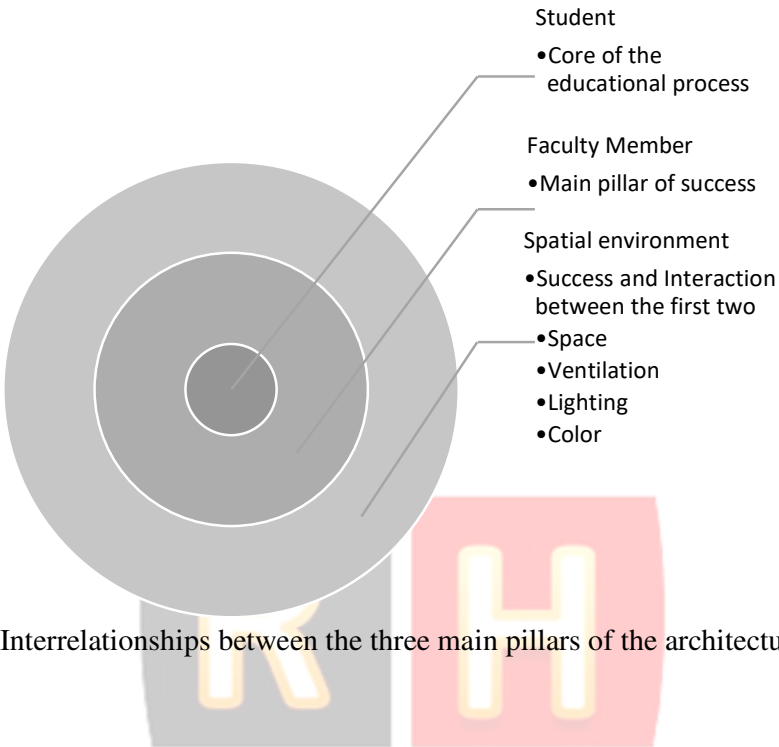 Student
•Core of the
educational process
Faculty Member
•Main pillar of success
Spatial environment
•Success and Interaction
between the first two
•Space
•Ventilation
•Lighting
•Color
Interrelationships between the three main pillars of the
R H